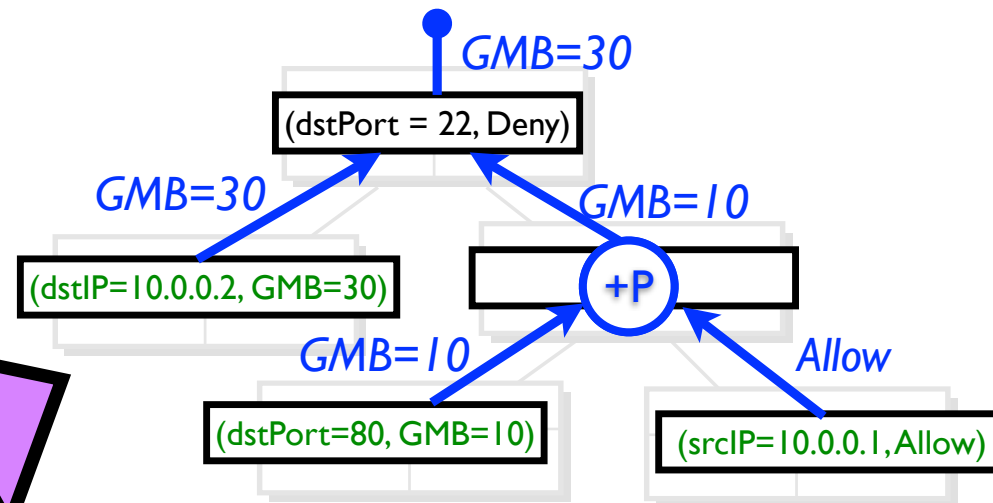 GMB=30
(dstPort = 22, Deny)
GMB=30
GMB=10
(dstIP=10.0.0.2, GMB=30)
+P
GMB=10
Allow
(dstPort=80, GMB=10)
(srcIP=10.0.0.1, Allow)